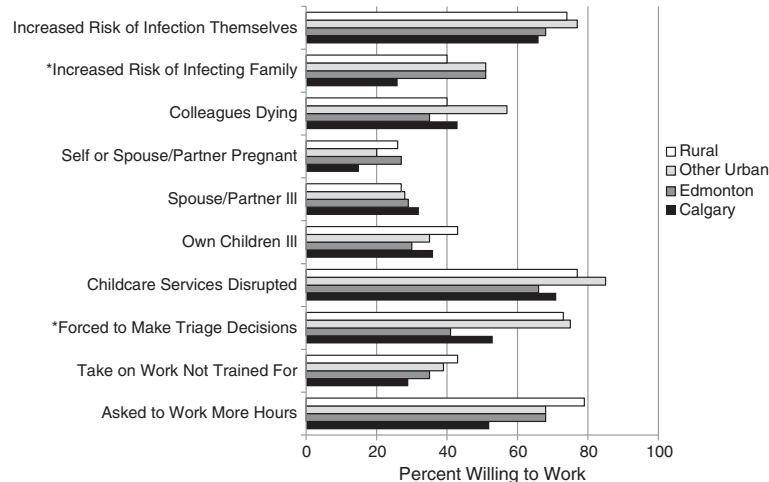 Increased Risk of Infection Themselves
*Increased Risk of Infecting Family
Colleagues Dying
Self or Spouse/Partner Pregnant
Spouse/Partner Ill
Own Children Ill
Childcare Services Disrupted
*Forced to Make Triage Decisions
Take on Work Not Trained For
Asked to Work More Hours
Rural
Other Urban
Edmonton
Calgary
0 20 40 60 80 100
Percent Willing to Work